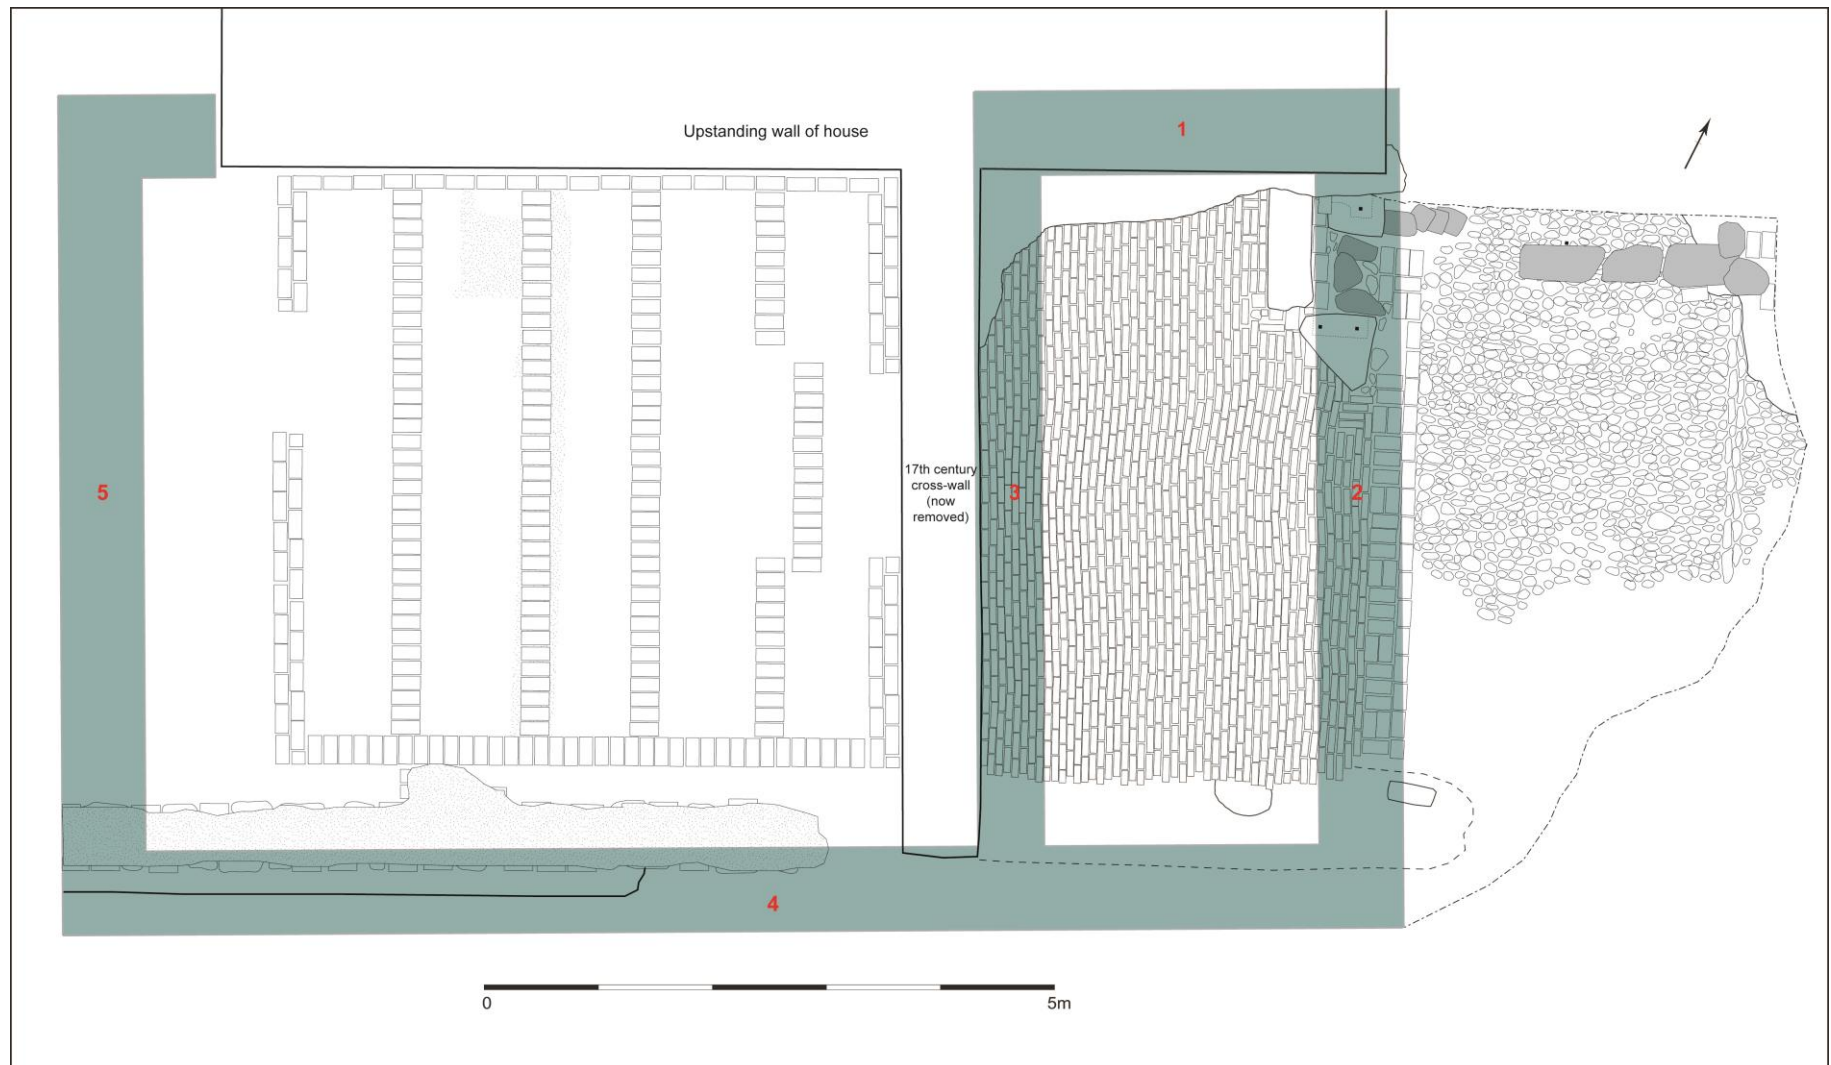 Upstanding wall of house
1
5
17th century
cross-wall
(now
removed)
3
2
4
0
5m